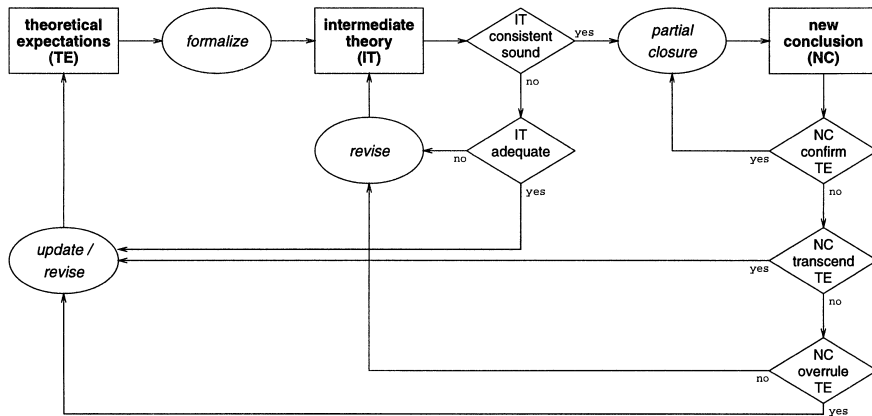 theoretical
expectations
(TE)
formalize
intermediate
theory
(IT)
IT
consistent
sound
yes
no
partial
closure
new
conclusion
(NC)
revise
no
IT
adequate
yes
NC
confirm
TE
yes
no
update /
revise
NC
transcend
TE
yes
no
NC
overrule
TE
no
yes